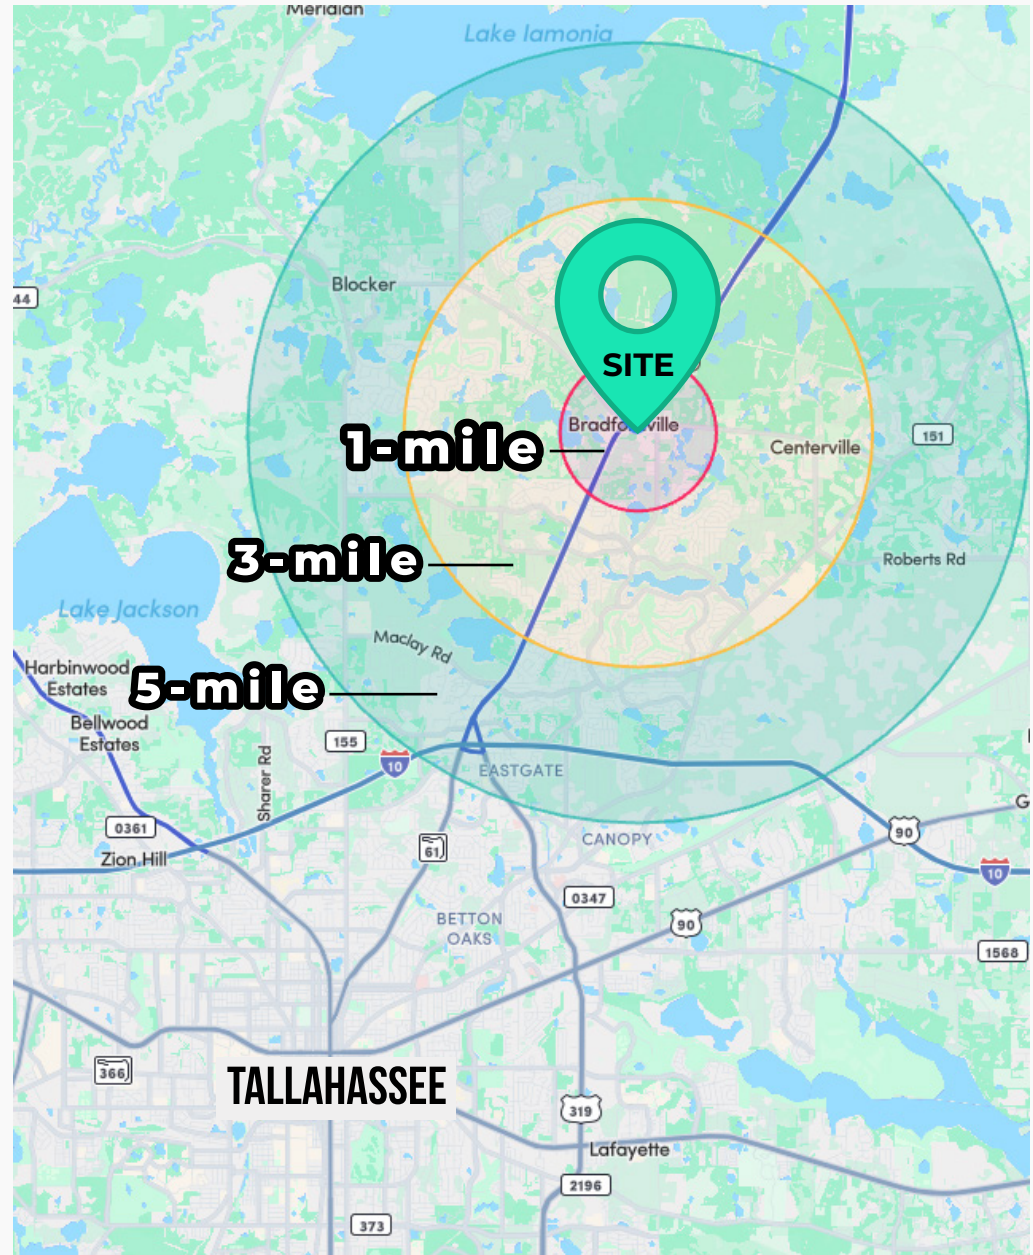 Meridian
Lake Iamonia
Blocker
44
SITE
1-mile
Centerville
151
3-mile
Roberts Rd
Lake Jackson
Maclay Rd
Harbinwood
Estates
5-mile
Bellwood
Estates
155
10
Sharer Rd
EASTGATE
0361
Zion Hill
61
CANOPY
90
10
0347
90
BETTON
OAKS
1568
366
TALLAHASSEE
319
Lafayette
2196
373